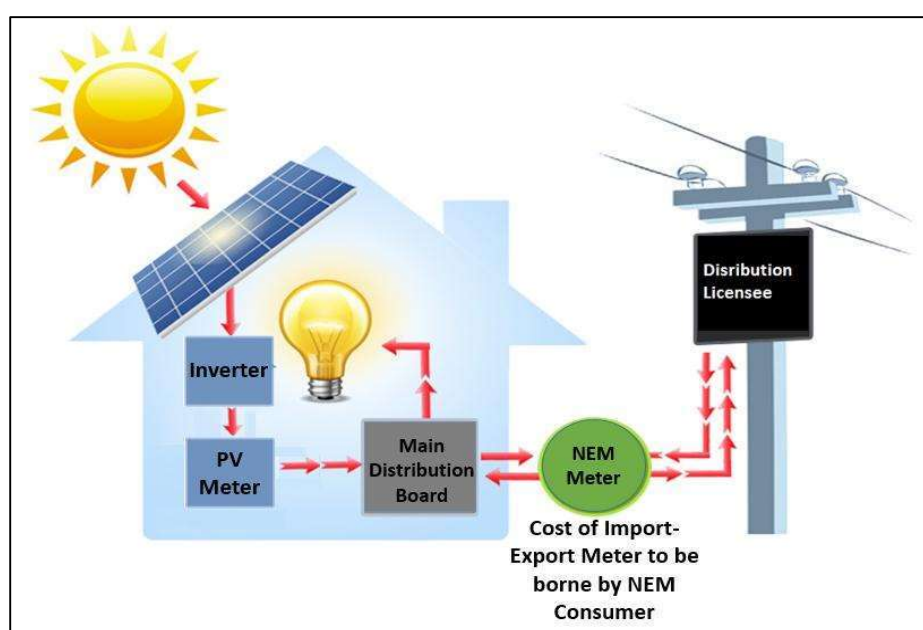 Disribution
Licensee
Inverter
PV
Meter
Main
Distribution
Board
NEM
Meter
Cost of Import-
Export Meter to be
borne by NEM
Consumer